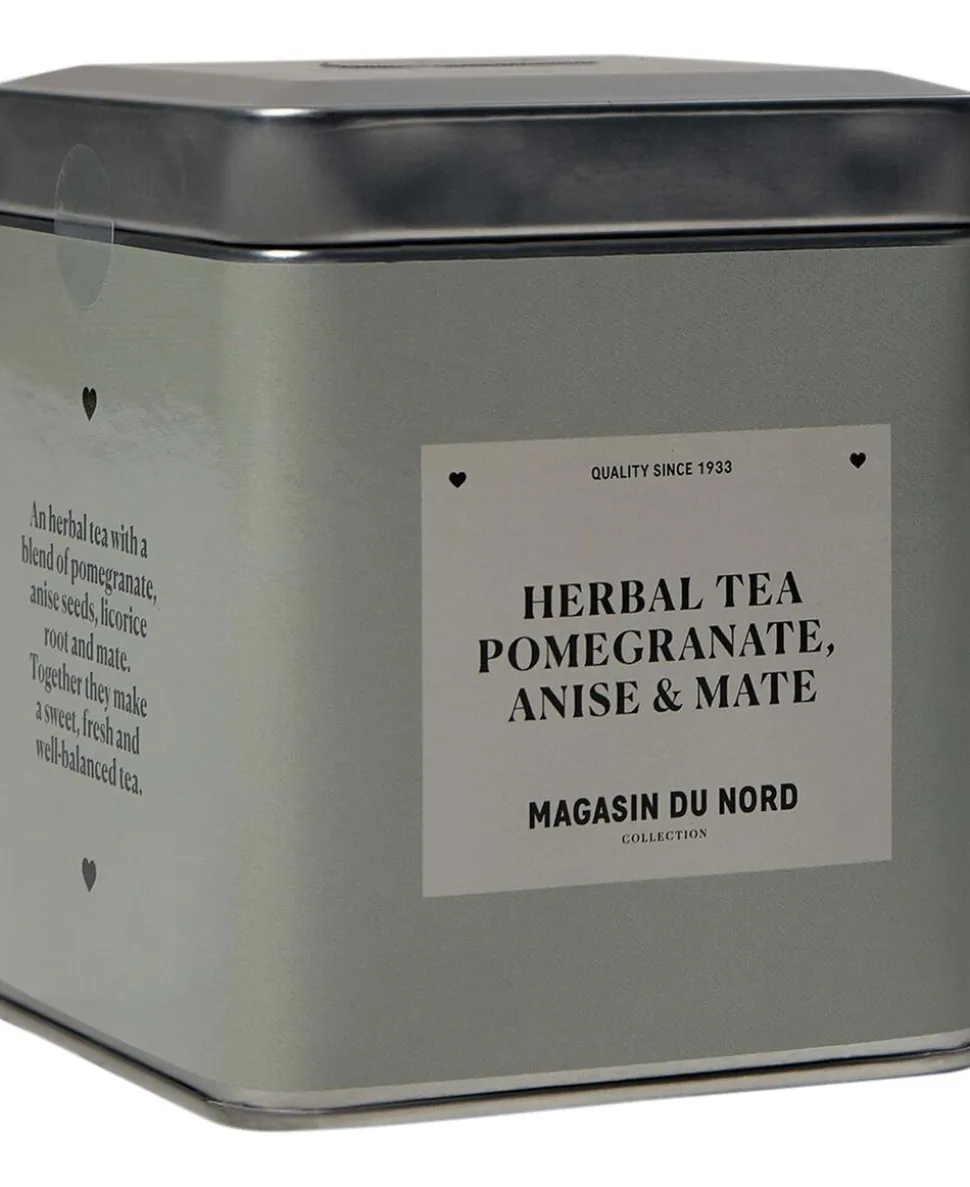 An herbal tea with a
blend of pomegranate,
anise seeds, licorice
root and mate.
Together they make
a sweet, fresh and
well-balanced tea.
QUALITY SINCE 1933
HERBAL TEA
POMEGRANATE,
ANISE & MATE
MAGASIN DU NORD
COLLECTION